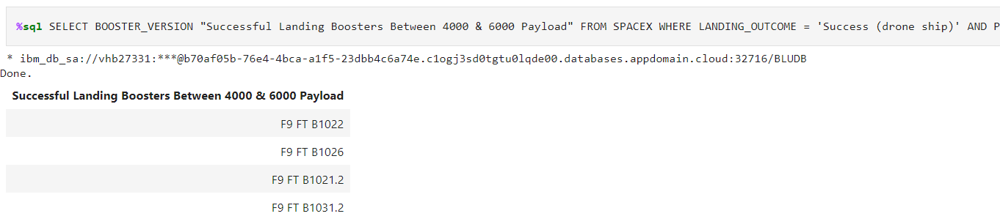 %sql SELECT BOOSTER_VERSION "Successful Landing Boosters Between 4000 & 6000 Payload" FROM SPACEX WHERE LANDING_OUTCOME = 'Success (drone ship)' AND P
* ibm_db_sa://vhb27331:***@b70af05b-76e4-4bca-a1f5-23dbb4c6a74e.c1ogj3sd0tgtu0lqde00.databases.appdomain.cloud:32716/BLUDB
Done.
Successful Landing Boosters Between 4000 & 6000 Payload
F9 FT B1022
F9 FT B1026
F9 FT B1021.2
F9 FT B1031.2